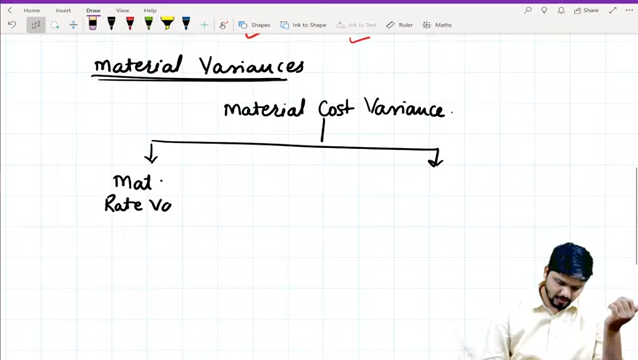 Home Insert Draw View Share
Shapes Ink to Shape Ink to Text Ruler Maths
Material Variances
Material Cost Variance.
Mat.
Rate Va